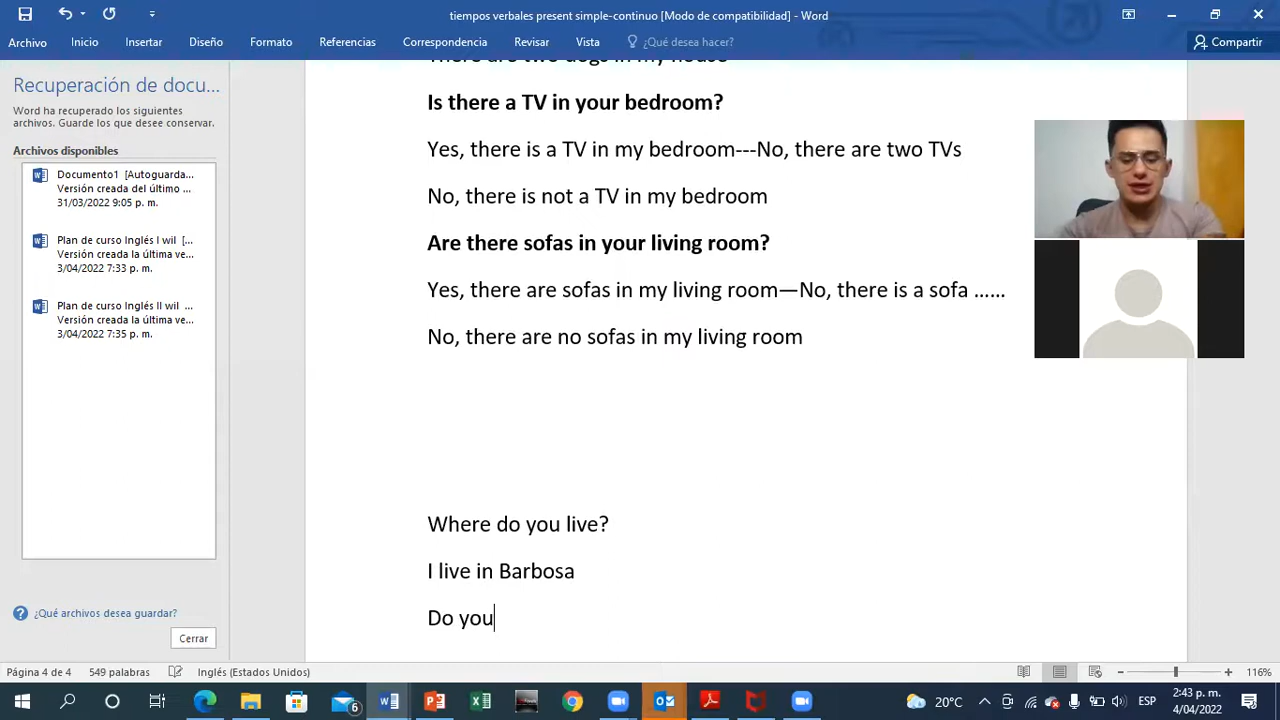 tiempos verbales present simple-continuo [Modo de compatibilidad] - Word
Archivo Inicio Insertar Diseño Formato Referencias Correspondencia Revisar Vista ¿Qué desea hacer? Compartir
Recuperación de docu...
Word ha recuperado los siguientes
archivos. Guarde los que desee conservar.
Archivos disponibles
Documento1 [Autoguarda...
Versión creada del último ...
31/03/2022 9:05 p. m.
Plan de curso Inglés I wil [...
Versión creada la última ve...
3/04/2022 7:33 p. m.
Plan de curso Inglés II wil ...
Versión creada la última ve...
3/04/2022 7:35 p. m.
¿Qué archivos desea guardar?
Cerrar
There are two dogs in my house
Is there a TV in your bedroom?
Yes, there is a TV in my bedroom---No, there are two TVs
No, there is not a TV in my bedroom
Are there sofas in your living room?
Yes, there are sofas in my living room—No, there is a sofa ……
No, there are no sofas in my living room
Where do you live?
I live in Barbosa
Do you
Página 4 de 4 549 palabras Inglés (Estados Unidos) 116%
6 20°C ESP 2:43 p. m.
4/04/2022